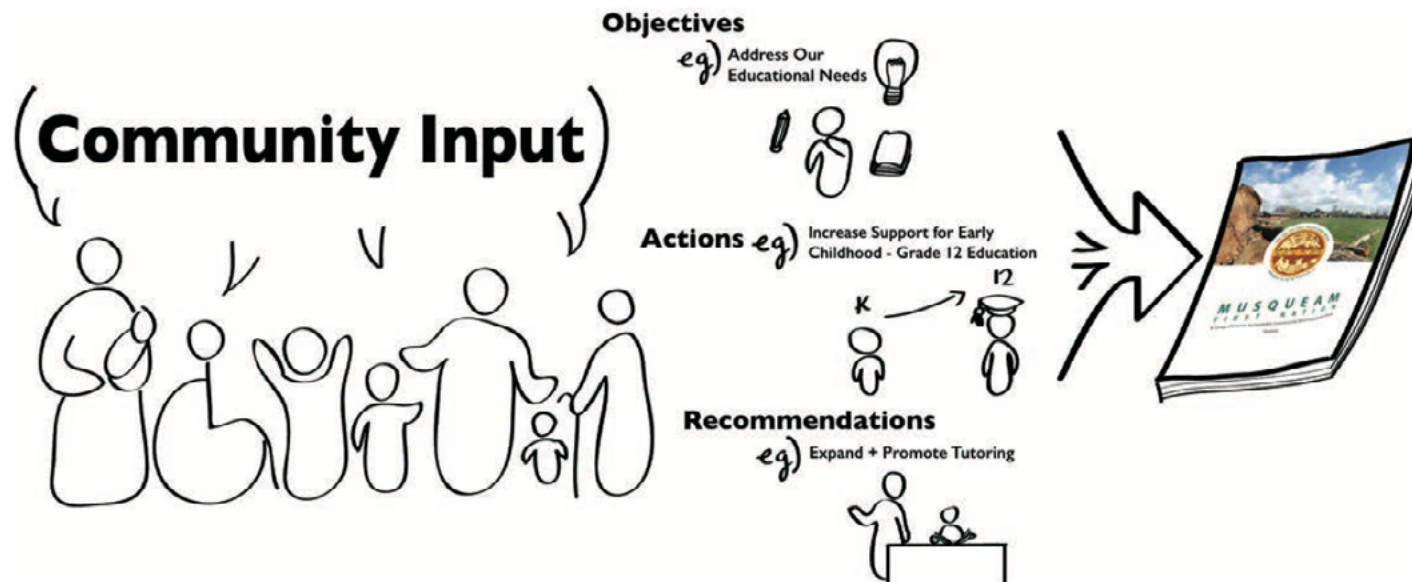 Community Input
Objectives
eg) Address Our
Educational Needs
Actions eg) Increase Support for Early
Childhood - Grade 12 Education
K
12
Recommendations
eg) Expand + Promote Tutoring
MUSQUEAM
FIRST NATION